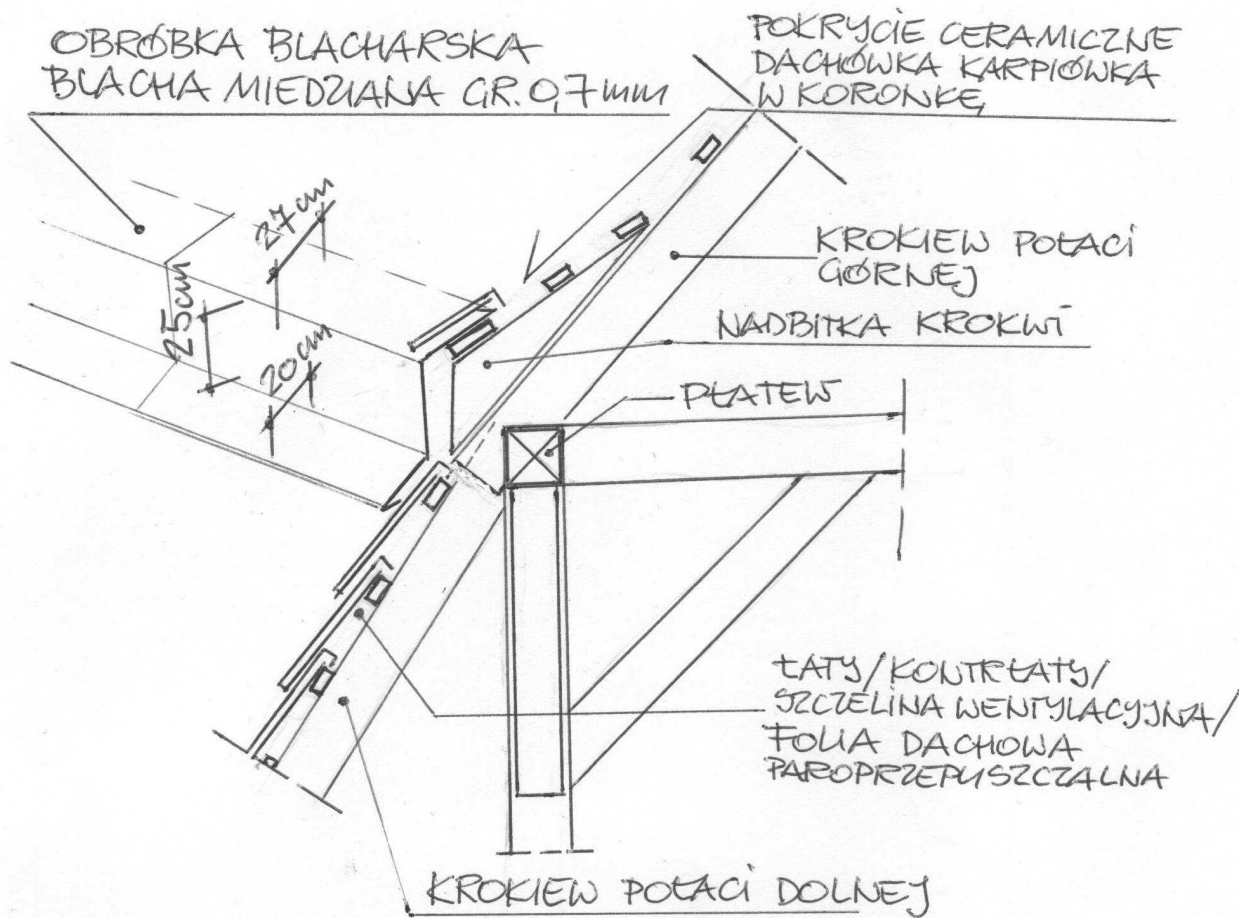 OBRÓBKA BLACHARSKA
BLACHA MIEDZIANA GR. 0,7 mm
POKRYCIE CERAMICZNE
DACHÓWKA KARPIÓWKA
W KORONKĘ
27 cm
25 cm
20 cm
KROKIEW POŁACI
GÓRNEJ
NADBITKA KROKWI
PŁATEW
ŁATY/KONTRŁATY/
SZCZELINA WENTYLACYJNA/
FOLIA DACHOWA
PAROPRZEPUSZCZALNA
KROKIEW POŁACI DOLNEJ